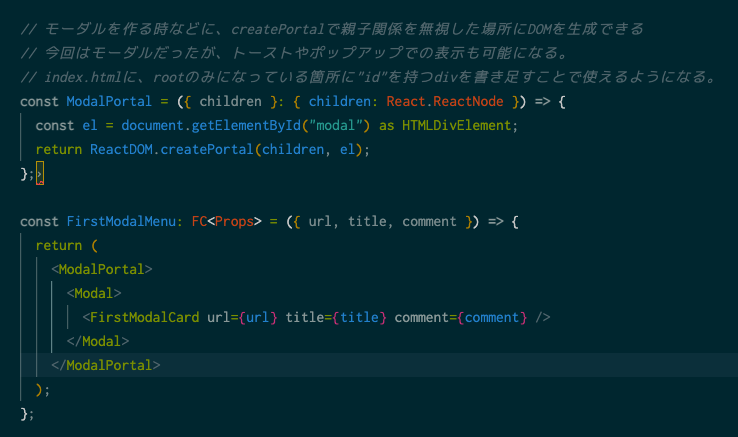 // モーダルを作る時などに、createPortalで親子関係を無視した場所にDOMを生成できる
// 今回はモーダルだったが、トーストやポップアップでの表示も可能になる。
// index.htmlに、rootのみになっている箇所に"id"を持つdivを書き足すことで使えるようになる。
const ModalPortal = ({ children }: { children: React.ReactNode }) => {
  const el = document.getElementById("modal") as HTMLDivElement;
  return ReactDOM.createPortal(children, el);
};

const FirstModalMenu: FC<Props> = ({ url, title, comment }) => {
  return (
    <ModalPortal>
      <Modal>
        <FirstModalCard url={url} title={title} comment={comment} />
      </Modal>
    </ModalPortal>
  );
};